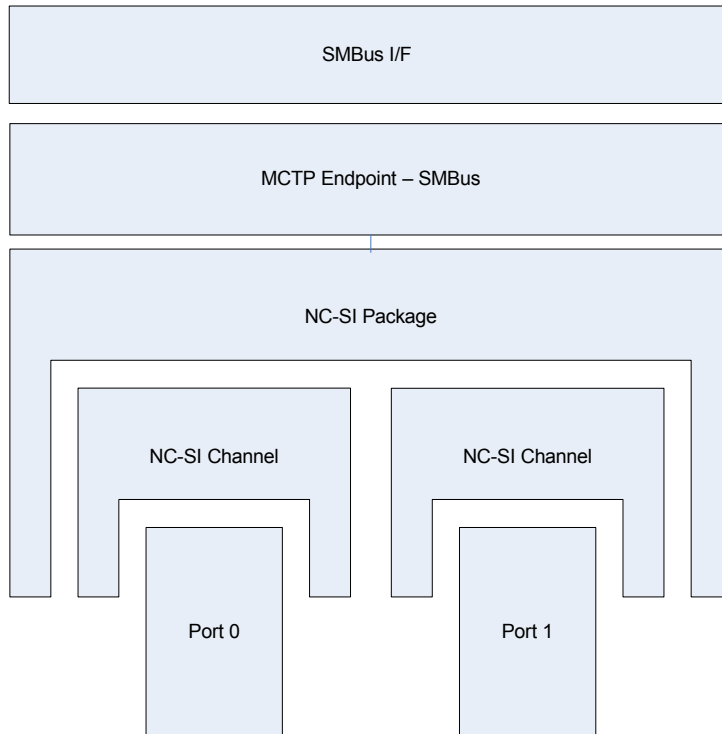 SMBus I/F
MCTP Endpoint – SMBus
NC-SI Package
NC-SI Channel
NC-SI Channel
Port 0
Port 1